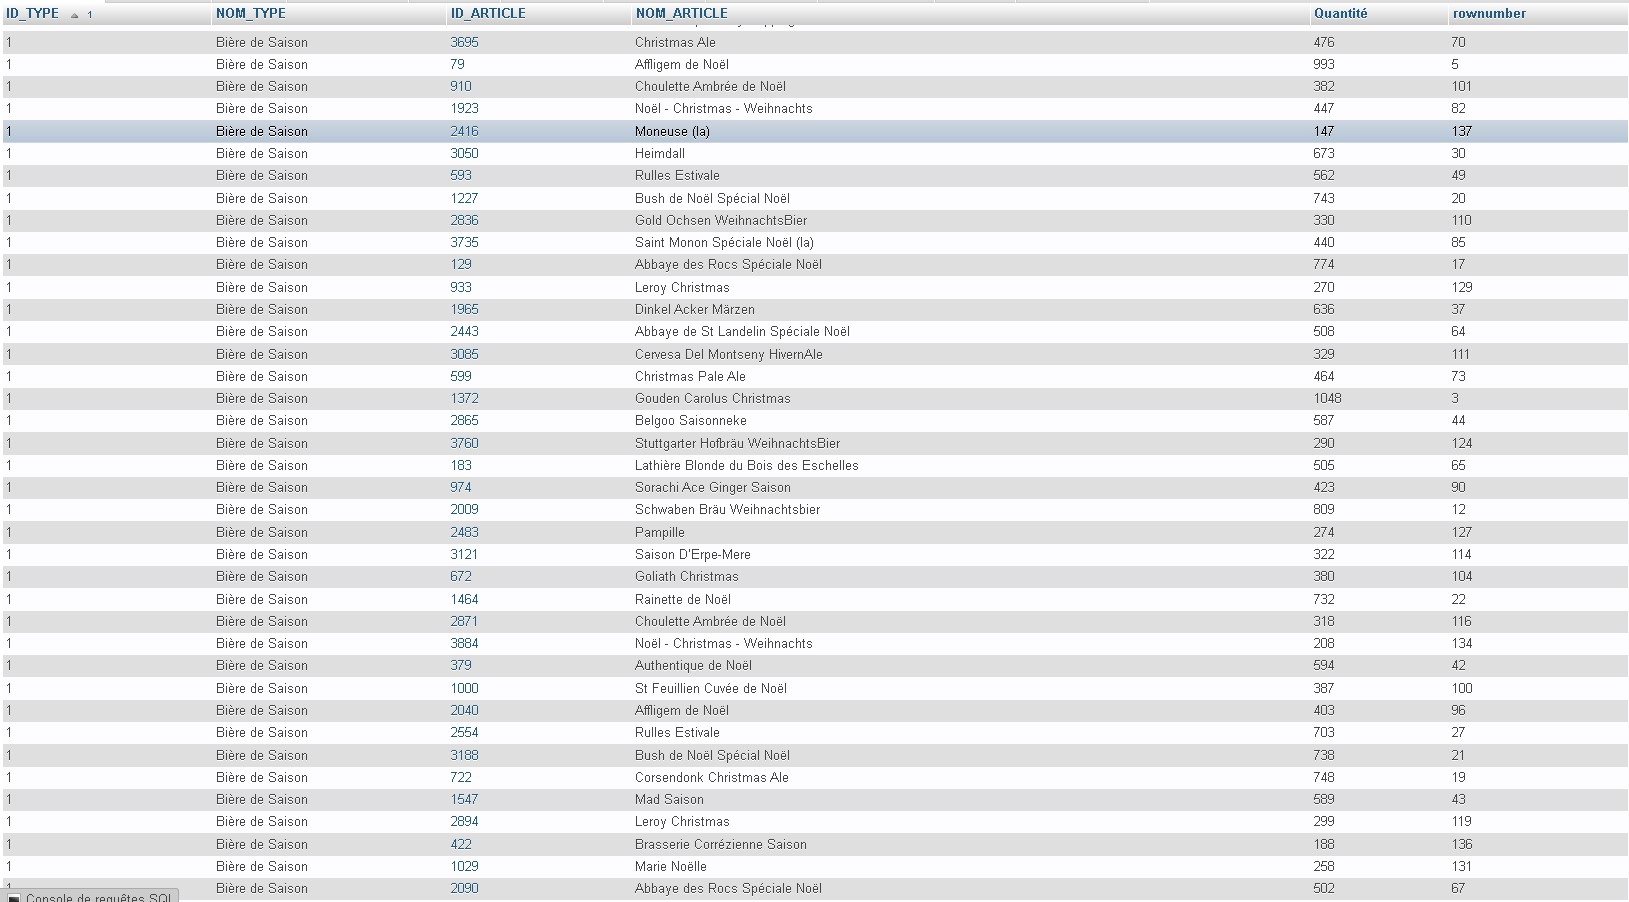 ID_TYPE 1 NOM_TYPE ID_ARTICLE NOM_ARTICLE Quantité rownumber
1 Bière de Saison 3695 Christmas Ale 476 70
1 Bière de Saison 79 Affligem de Noël 993 5
1 Bière de Saison 910 Choulette Ambrée de Noël 382 101
1 Bière de Saison 1923 Noël - Christmas - Weihnachts 447 82
1 Bière de Saison 2416 Moneuse (la) 147 137
1 Bière de Saison 3050 Heimdall 673 30
1 Bière de Saison 593 Rulles Estivale 562 49
1 Bière de Saison 1227 Bush de Noël Spécial Noël 743 20
1 Bière de Saison 2836 Gold Ochsen WeihnachtsBier 330 110
1 Bière de Saison 3735 Saint Monon Spéciale Noël (la) 440 85
1 Bière de Saison 129 Abbaye des Rocs Spéciale Noël 774 17
1 Bière de Saison 933 Leroy Christmas 270 129
1 Bière de Saison 1965 Dinkel Acker Märzen 636 37
1 Bière de Saison 2443 Abbaye de St Landelin Spéciale Noël 508 64
1 Bière de Saison 3085 Cervesa Del Montseny HivernAle 329 111
1 Bière de Saison 599 Christmas Pale Ale 464 73
1 Bière de Saison 1372 Gouden Carolus Christmas 1048 3
1 Bière de Saison 2865 Belgoo Saisonneke 587 44
1 Bière de Saison 3760 Stuttgarter Hofbräu WeihnachtsBier 290 124
1 Bière de Saison 183 Lathière Blonde du Bois des Eschelles 505 65
1 Bière de Saison 974 Sorachi Ace Ginger Saison 423 90
1 Bière de Saison 2009 Schwaben Bräu Weihnachtsbier 809 12
1 Bière de Saison 2483 Pampille 274 127
1 Bière de Saison 3121 Saison D'Erpe-Mere 322 114
1 Bière de Saison 672 Goliath Christmas 380 104
1 Bière de Saison 1464 Rainette de Noël 732 22
1 Bière de Saison 2871 Choulette Ambrée de Noël 318 116
1 Bière de Saison 3884 Noël - Christmas - Weihnachts 208 134
1 Bière de Saison 379 Authentique de Noël 594 42
1 Bière de Saison 1000 St Feuillien Cuvée de Noël 387 100
1 Bière de Saison 2040 Affligem de Noël 403 96
1 Bière de Saison 2554 Rulles Estivale 703 27
1 Bière de Saison 3188 Bush de Noël Spécial Noël 738 21
1 Bière de Saison 722 Corsendonk Christmas Ale 748 19
1 Bière de Saison 1547 Mad Saison 589 43
1 Bière de Saison 2894 Leroy Christmas 299 119
1 Bière de Saison 422 Brasserie Corrézienne Saison 188 136
1 Bière de Saison 1029 Marie Noëlle 258 131
1 Bière de Saison 2090 Abbaye des Rocs Spéciale Noël 502 67
Console de requêtes SQL